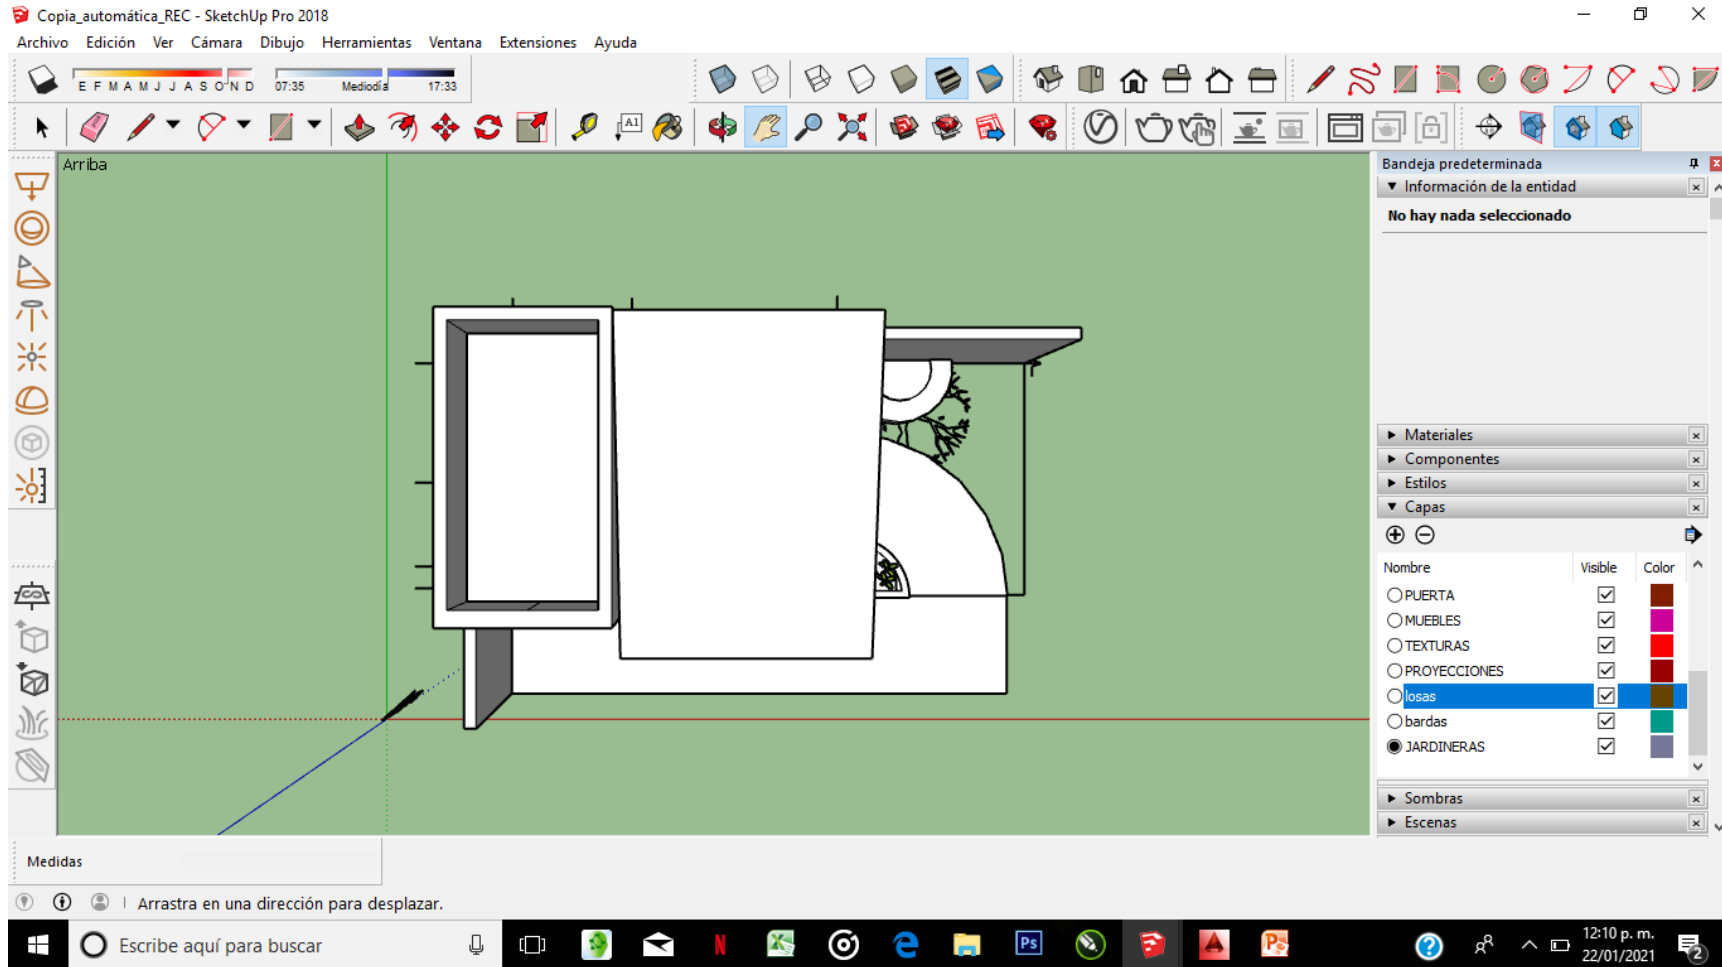 Copia_automática_REC - SketchUp Pro 2018
Archivo Edición Ver Cámara Dibujo Herramientas Ventana Extensiones Ayuda
E F M A M J J A S O N D 07:35 Mediodía 17:33
A1
Arriba
Bandeja predeterminada
Información de la entidad
No hay nada seleccionado
Materiales
Componentes
Estilos
Capas
Nombre Visible Color
PUERTA
MUEBLES
TEXTURAS
PROYECCIONES
losas
bardas
JARDINERAS
Sombras
Escenas
Medidas
Arrastra en una dirección para desplazar.
Escribe aquí para buscar
N
Ps
12:10 p. m.
22/01/2021
2